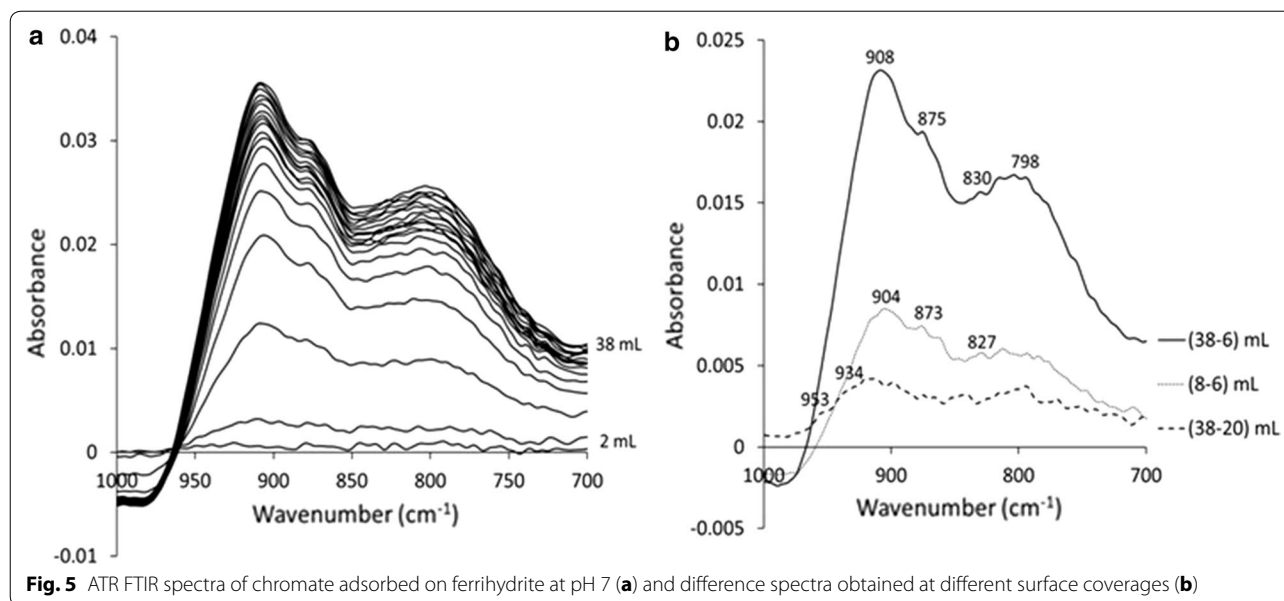 a
0.04
0.03
0.02
0.01
0
-0.01
Absorbance
1000 950 900 850 800 750 700
Wavenumber (cm-1)
38 mL
2 mL
b
0.025
0.02
0.015
0.01
0.005
0
-0.005
Absorbance
908
875
830
798
904
873
827
934
953
1000 900 800 700
Wavenumber (cm-1)
(38-6) mL
(8-6) mL
(38-20) mL
Fig. 5 ATR FTIR spectra of chromate adsorbed on ferrihydrite at pH 7 (a) and difference spectra obtained at different surface coverages (b)